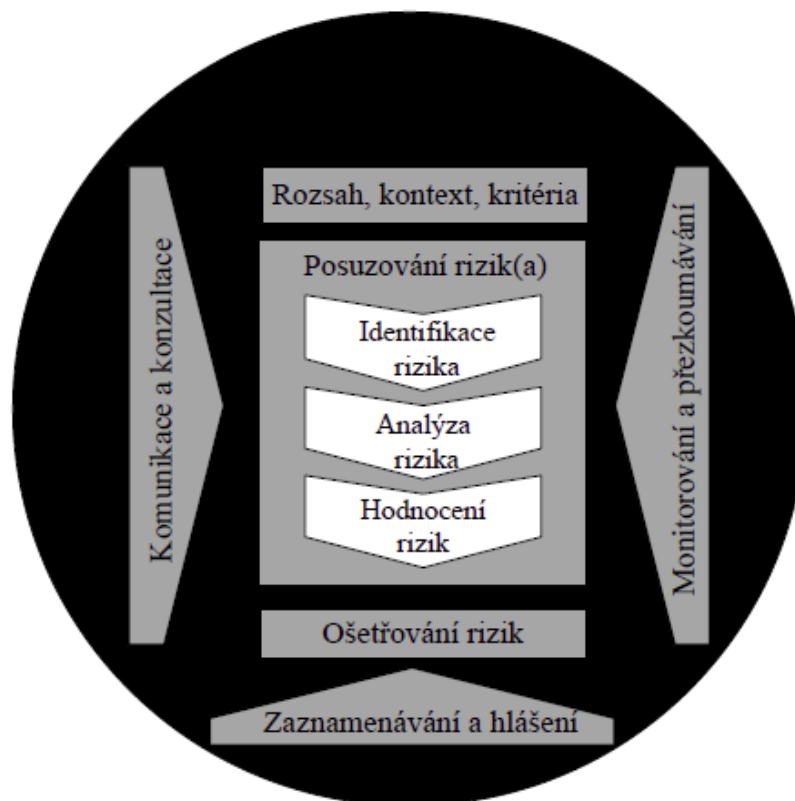 Rozsah, kontext, kritéria
Posuzování rizik(a)
Identifikace
rizika
Analýza
rizika
Hodnocení
rizik
Ošetřování rizik
Zaznamenávání a hlášení
Komunikace a konzultace
Monitorování a přezkoumávání